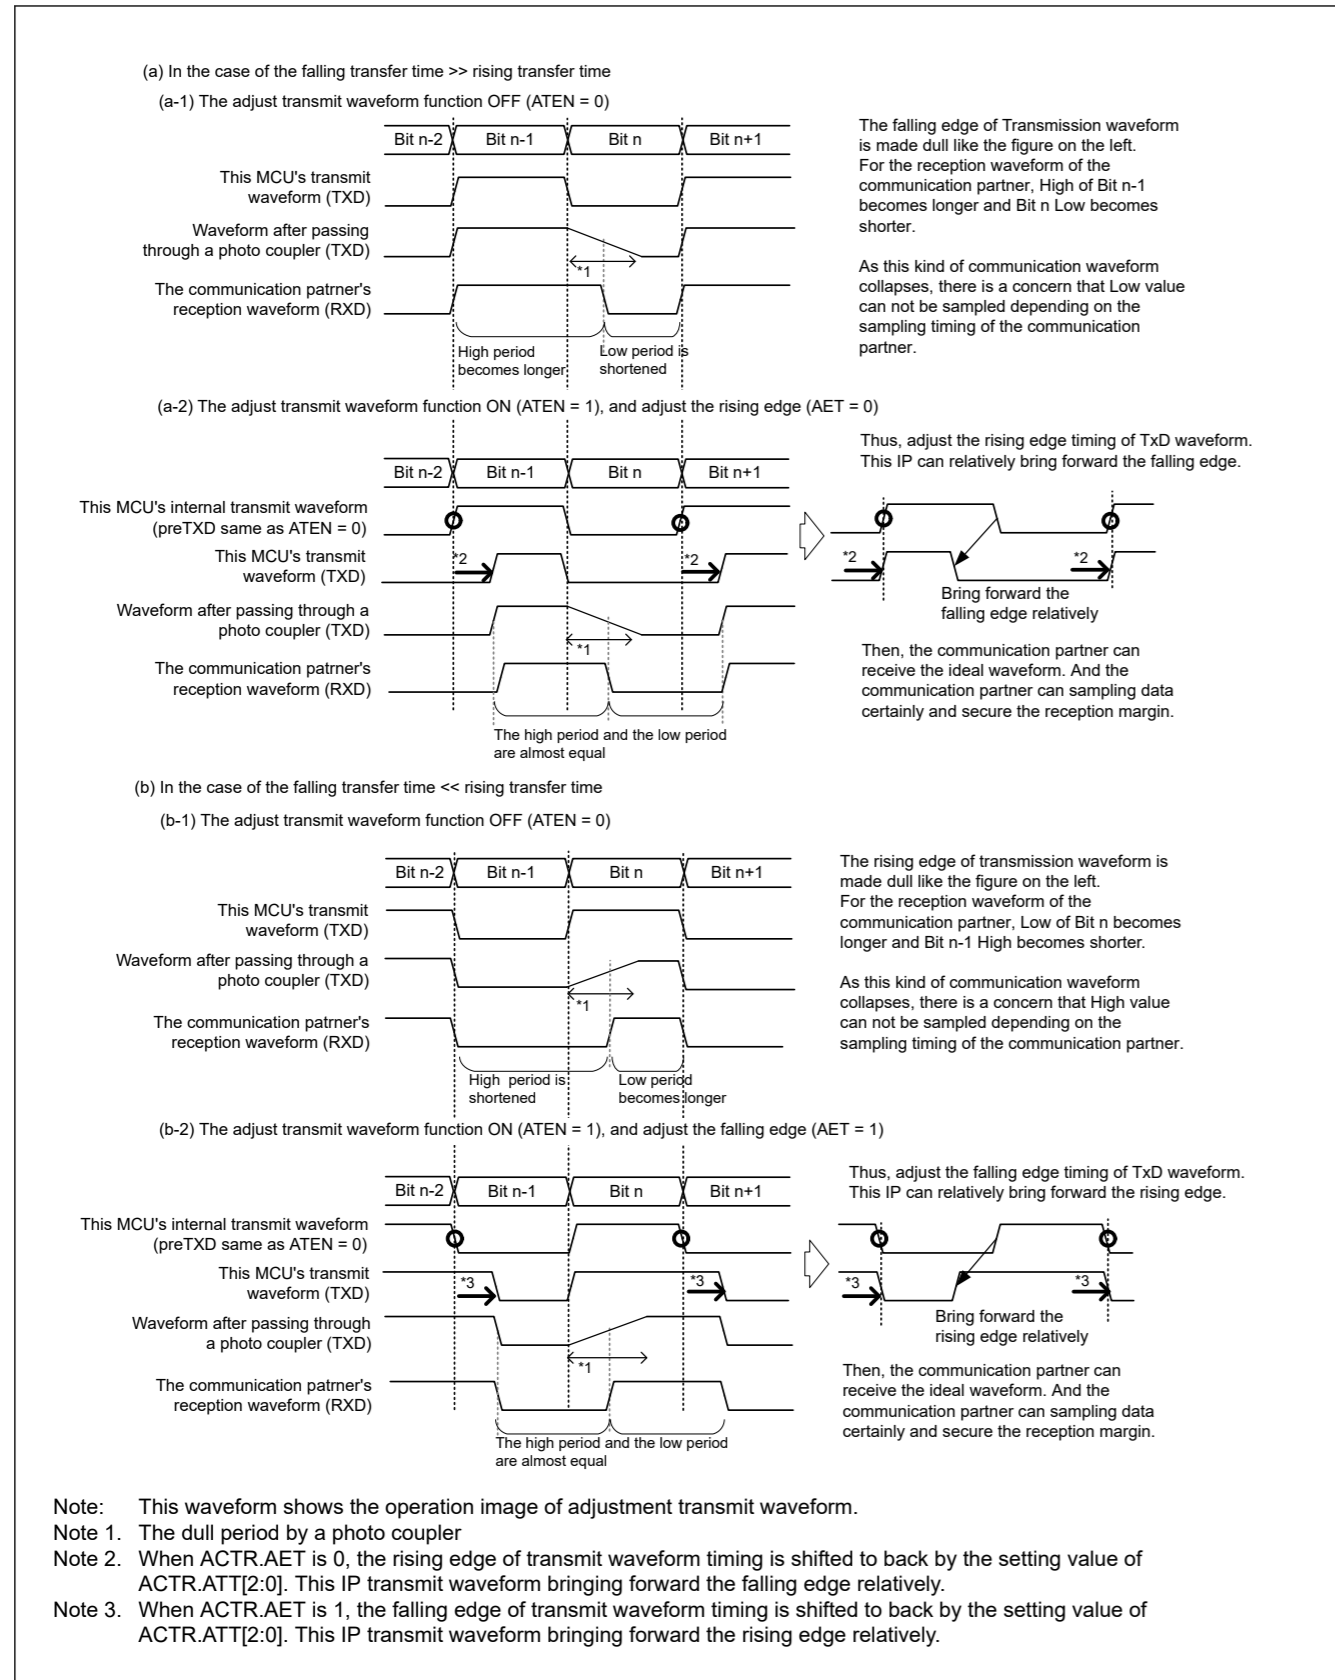 (a) In the case of the falling transfer time >> rising transfer time
(a-1) The adjust transmit waveform function OFF (ATEN = 0)
Bit n-2 Bit n-1 Bit n Bit n+1
This MCU's transmit
waveform (TXD)
Waveform after passing
through a photo coupler (TXD)
*1
The communication patrner's
reception waveform (RXD)
High period
becomes longer
Low period is
shortened
The falling edge of Transmission waveform
is made dull like the figure on the left.
For the reception waveform of the
communication partner, High of Bit n-1
becomes longer and Bit n Low becomes
shorter.
As this kind of communication waveform
collapses, there is a concern that Low value
can not be sampled depending on the
sampling timing of the communication
partner.
(a-2) The adjust transmit waveform function ON (ATEN = 1), and adjust the rising edge (AET = 0)
Bit n-2 Bit n-1 Bit n Bit n+1
This MCU's internal transmit waveform
(preTXD same as ATEN = 0)
This MCU's transmit
waveform (TXD)
*2 *2
Waveform after passing through a
photo coupler (TXD)
*1
The communication patrner's
reception waveform (RXD)
The high period and the low period
are almost equal
Thus, adjust the rising edge timing of TxD waveform.
This IP can relatively bring forward the falling edge.
*2 *2
Bring forward the
falling edge relatively
Then, the communication partner can
receive the ideal waveform. And the
communication partner can sampling data
certainly and secure the reception margin.
(b) In the case of the falling transfer time << rising transfer time
(b-1) The adjust transmit waveform function OFF (ATEN = 0)
Bit n-2 Bit n-1 Bit n Bit n+1
This MCU's transmit
waveform (TXD)
Waveform after passing through a
photo coupler (TXD)
*1
The communication patrner's
reception waveform (RXD)
High period is
shortened
Low period
becomes longer
The rising edge of transmission waveform is
made dull like the figure on the left.
For the reception waveform of the
communication partner, Low of Bit n becomes
longer and Bit n-1 High becomes shorter.
As this kind of communication waveform
collapses, there is a concern that High value
can not be sampled depending on the
sampling timing of the communication partner.
(b-2) The adjust transmit waveform function ON (ATEN = 1), and adjust the falling edge (AET = 1)
Bit n-2 Bit n-1 Bit n Bit n+1
This MCU's internal transmit waveform
(preTXD same as ATEN = 0)
This MCU's transmit
waveform (TXD)
*3 *3
Waveform after passing through
a photo coupler (TXD)
*1
The communication patrner's
reception waveform (RXD)
The high period and the low period
are almost equal
Thus, adjust the falling edge timing of TxD waveform.
This IP can relatively bring forward the rising edge.
*3 *3
Bring forward the
rising edge relatively
Then, the communication partner can
receive the ideal waveform. And the
communication partner can sampling data
certainly and secure the reception margin.
Note: This waveform shows the operation image of adjustment transmit waveform.
Note 1. The dull period by a photo coupler
Note 2. When ACTR.AET is 0, the rising edge of transmit waveform timing is shifted to back by the setting value of
ACTR.ATT[2:0]. This IP transmit waveform bringing forward the falling edge relatively.
Note 3. When ACTR.AET is 1, the falling edge of transmit waveform timing is shifted to back by the setting value of
ACTR.ATT[2:0]. This IP transmit waveform bringing forward the rising edge relatively.